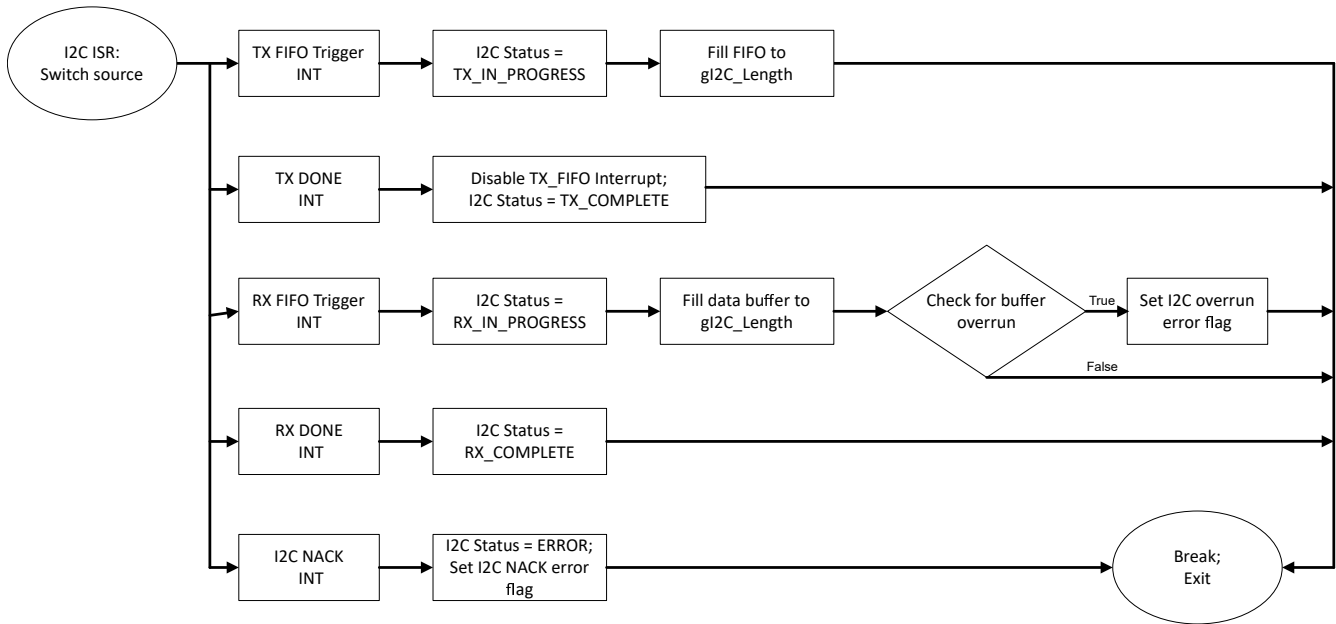 I2C ISR:
Switch source
TX FIFO Trigger
INT
I2C Status =
TX_IN_PROGRESS
Fill FIFO to
gI2C_Length
TX DONE
INT
Disable TX_FIFO Interrupt;
I2C Status = TX_COMPLETE
RX FIFO Trigger
INT
I2C Status =
RX_IN_PROGRESS
Fill data buffer to
gI2C_Length
Check for buffer
overrun
True
Set I2C overrun
error flag
False
RX DONE
INT
I2C Status =
RX_COMPLETE
I2C NACK
INT
I2C Status = ERROR;
Set I2C NACK error
flag
Break;
Exit